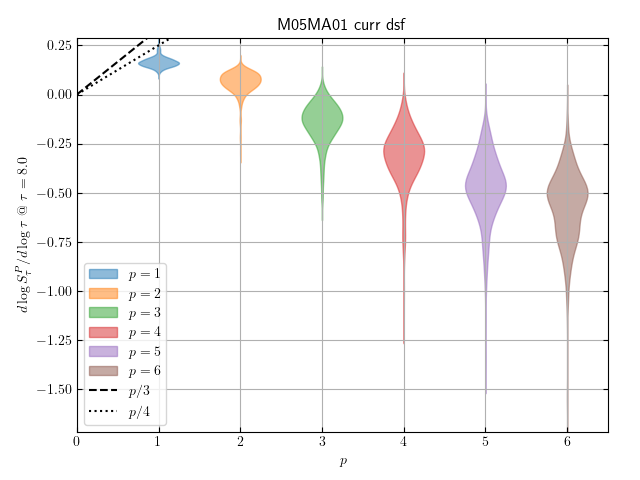 M05MA01 curr dsf
0.25
0.00
−0.25
−0.50
−0.75
−1.00
−1.25
−1.50
d log S_τ^P / d log τ @ τ = 8.0
p = 1
p = 2
p = 3
p = 4
p = 5
p = 6
p/3
p/4
0 1 2 3 4 5 6
p